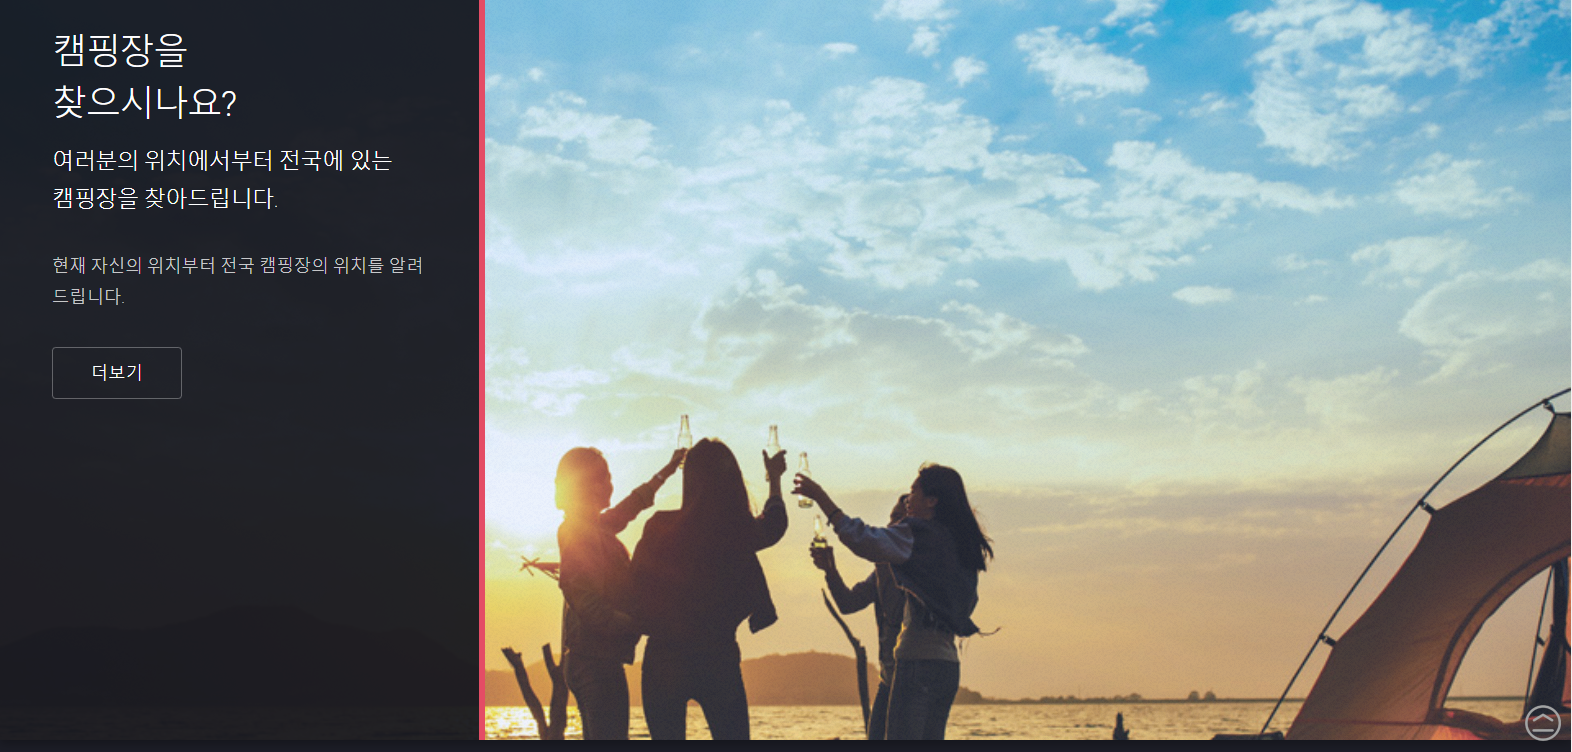 캠핑장을
찾으시나요?
여러분의 위치에서부터 전국에 있는
캠핑장을 찾아드립니다.
현재 자신의 위치부터 전국 캠핑장의 위치를 알려
드립니다.
더보기